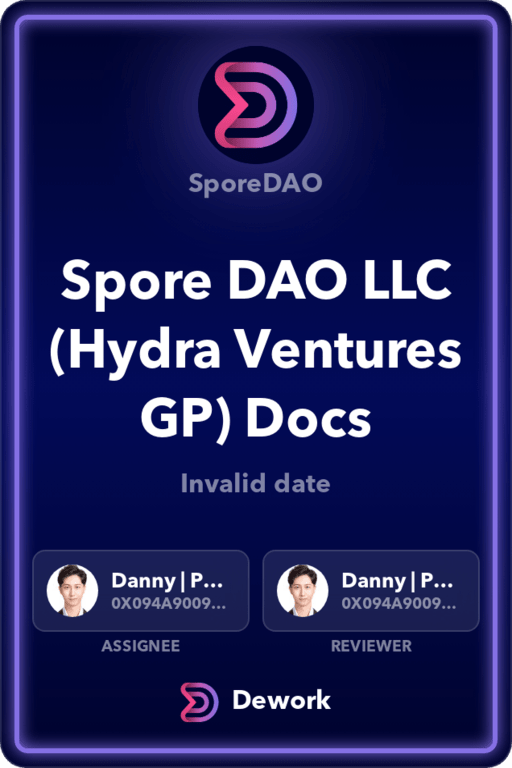 SporeDAO
Spore DAO LLC
(Hydra Ventures
GP) Docs
Invalid date
Danny | P...
0X094A9009...
ASSIGNEE
Danny | P...
0X094A9009...
REVIEWER
Dework